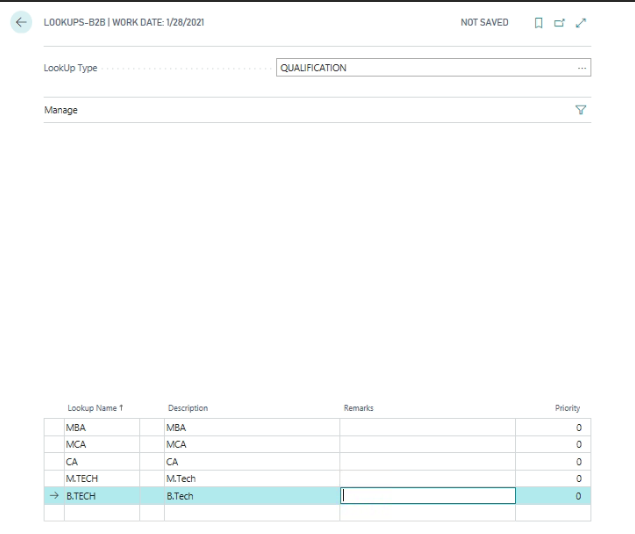 LOOKUPS-B2B | WORK DATE: 1/28/2021 NOT SAVED
LookUp Type QUALIFICATION ...
Manage
Lookup Name ↑ Description Remarks Priority
MBA MBA 0
MCA MCA 0
CA CA 0
M.TECH M.Tech 0
→ B.TECH B.Tech 0